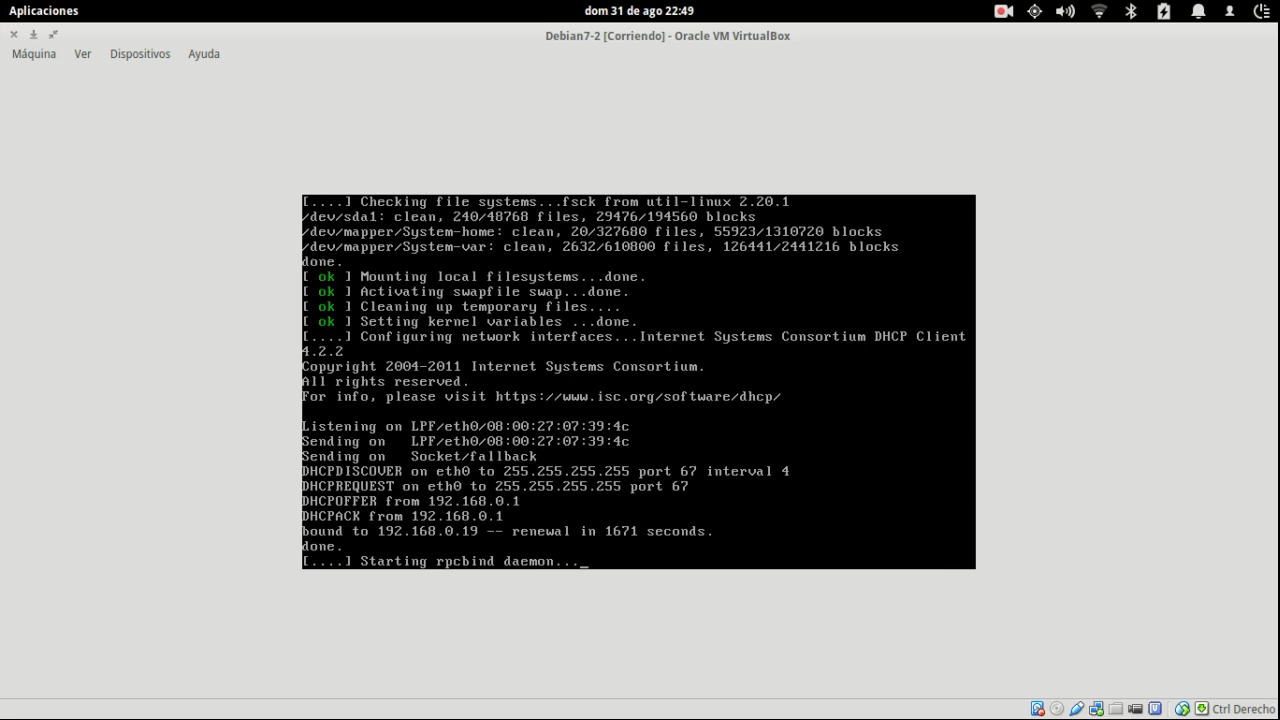 Aplicaciones
dom 31 de ago 22:49
Debian7-2 [Corriendo] - Oracle VM VirtualBox
Máquina Ver Dispositivos Ayuda
[....] Checking file systems...fsck from util-linux 2.20.1
/dev/sda1: clean, 240/48768 files, 29476/194560 blocks
/dev/mapper/System-home: clean, 20/327680 files, 55923/1310720 blocks
/dev/mapper/System-var: clean, 2632/610800 files, 126441/2441216 blocks
done.
[ ok ] Mounting local filesystems...done.
[ ok ] Activating swapfile swap...done.
[ ok ] Cleaning up temporary files....
[ ok ] Setting kernel variables ...done.
[....] Configuring network interfaces...Internet Systems Consortium DHCP Client
4.2.2
Copyright 2004-2011 Internet Systems Consortium.
All rights reserved.
For info, please visit https://www.isc.org/software/dhcp/
Listening on LPF/eth0/08:00:27:07:39:4c
Sending on   LPF/eth0/08:00:27:07:39:4c
Sending on   Socket/fallback
DHCPDISCOVER on eth0 to 255.255.255.255 port 67 interval 4
DHCPREQUEST on eth0 to 255.255.255.255 port 67
DHCPOFFER from 192.168.0.1
DHCPACK from 192.168.0.1
bound to 192.168.0.19 -- renewal in 1671 seconds.
done.
[....] Starting rpcbind daemon..._
Ctrl Derecho